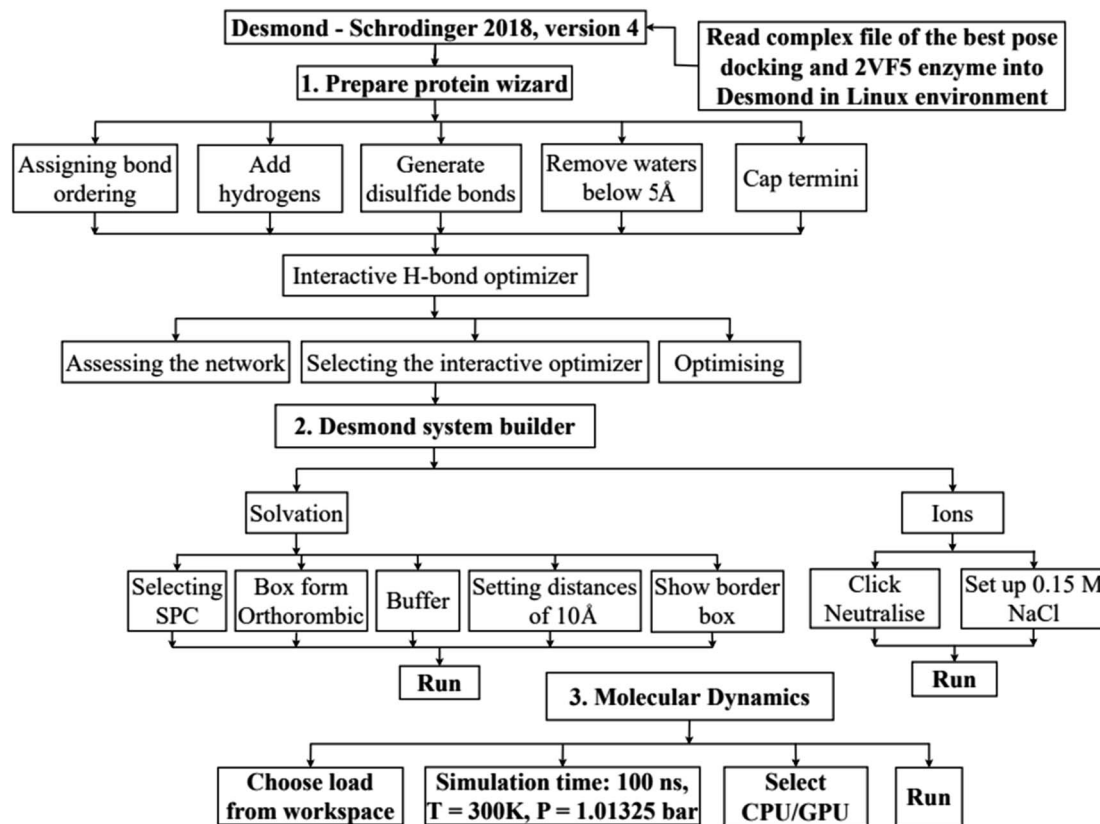 Desmond - Schrodinger 2018, version 4
Read complex file of the best pose
docking and 2VF5 enzyme into
Desmond in Linux environment
1. Prepare protein wizard
Assigning bond
ordering
Add
hydrogens
Generate
disulfide bonds
Remove waters
below 5Å
Cap termini
Interactive H-bond optimizer
Assessing the network
Selecting the interactive optimizer
Optimising
2. Desmond system builder
Solvation
Ions
Selecting
SPC
Box form
Orthorombic
Buffer
Setting distances
of 10Å
Show border
box
Click
Neutralise
Set up 0.15 M
NaCl
Run
Run
3. Molecular Dynamics
Choose load
from workspace
Simulation time: 100 ns,
T = 300K, P = 1.01325 bar
Select
CPU/GPU
Run